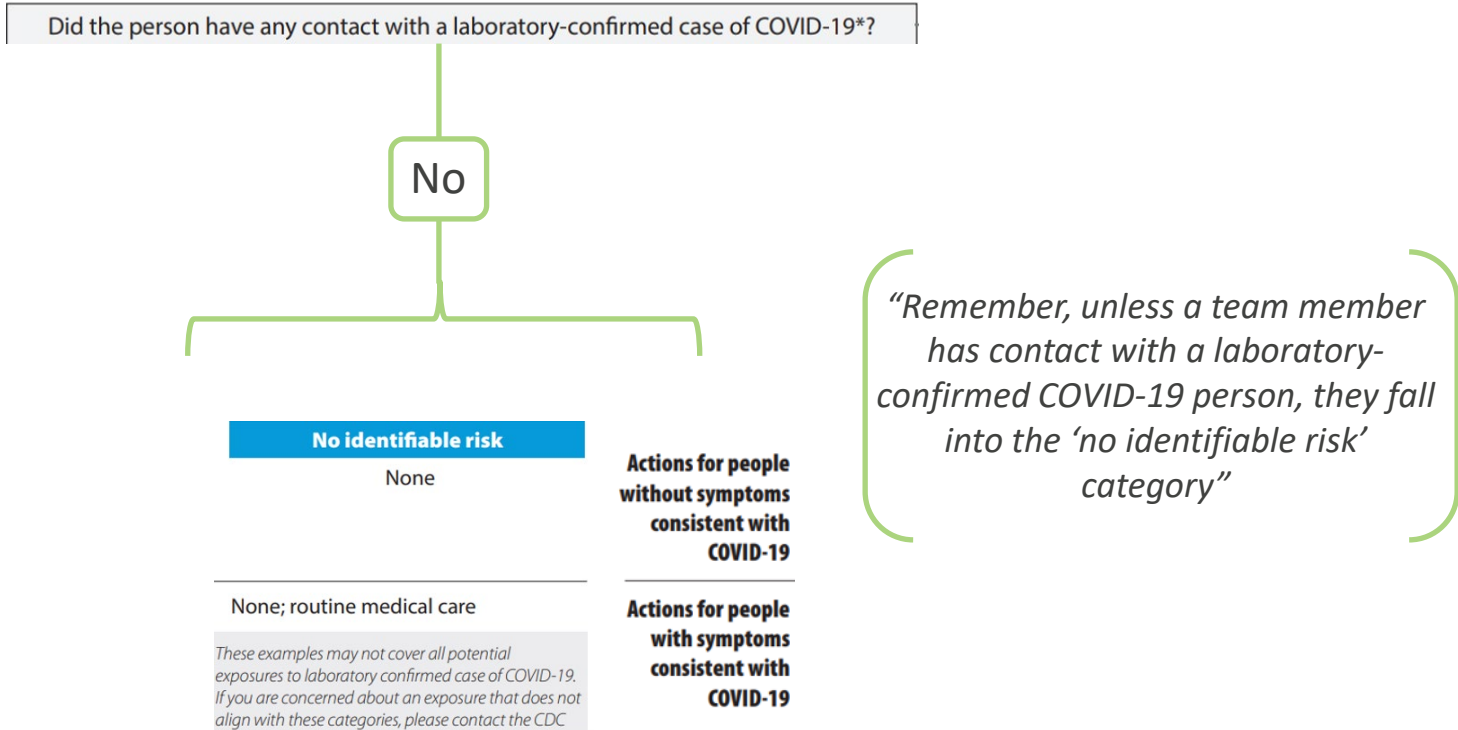 Did the person have any contact with a laboratory-confirmed case of COVID-19*?
No
No identifiable risk
None
Actions for people
without symptoms
consistent with
COVID-19
None; routine medical care
Actions for people
with symptoms
consistent with
COVID-19
These examples may not cover all potential
exposures to laboratory confirmed case of COVID-19.
If you are concerned about an exposure that does not
align with these categories, please contact the CDC
“Remember, unless a team member
has contact with a laboratory-
confirmed COVID-19 person, they fall
into the ‘no identifiable risk’
category”